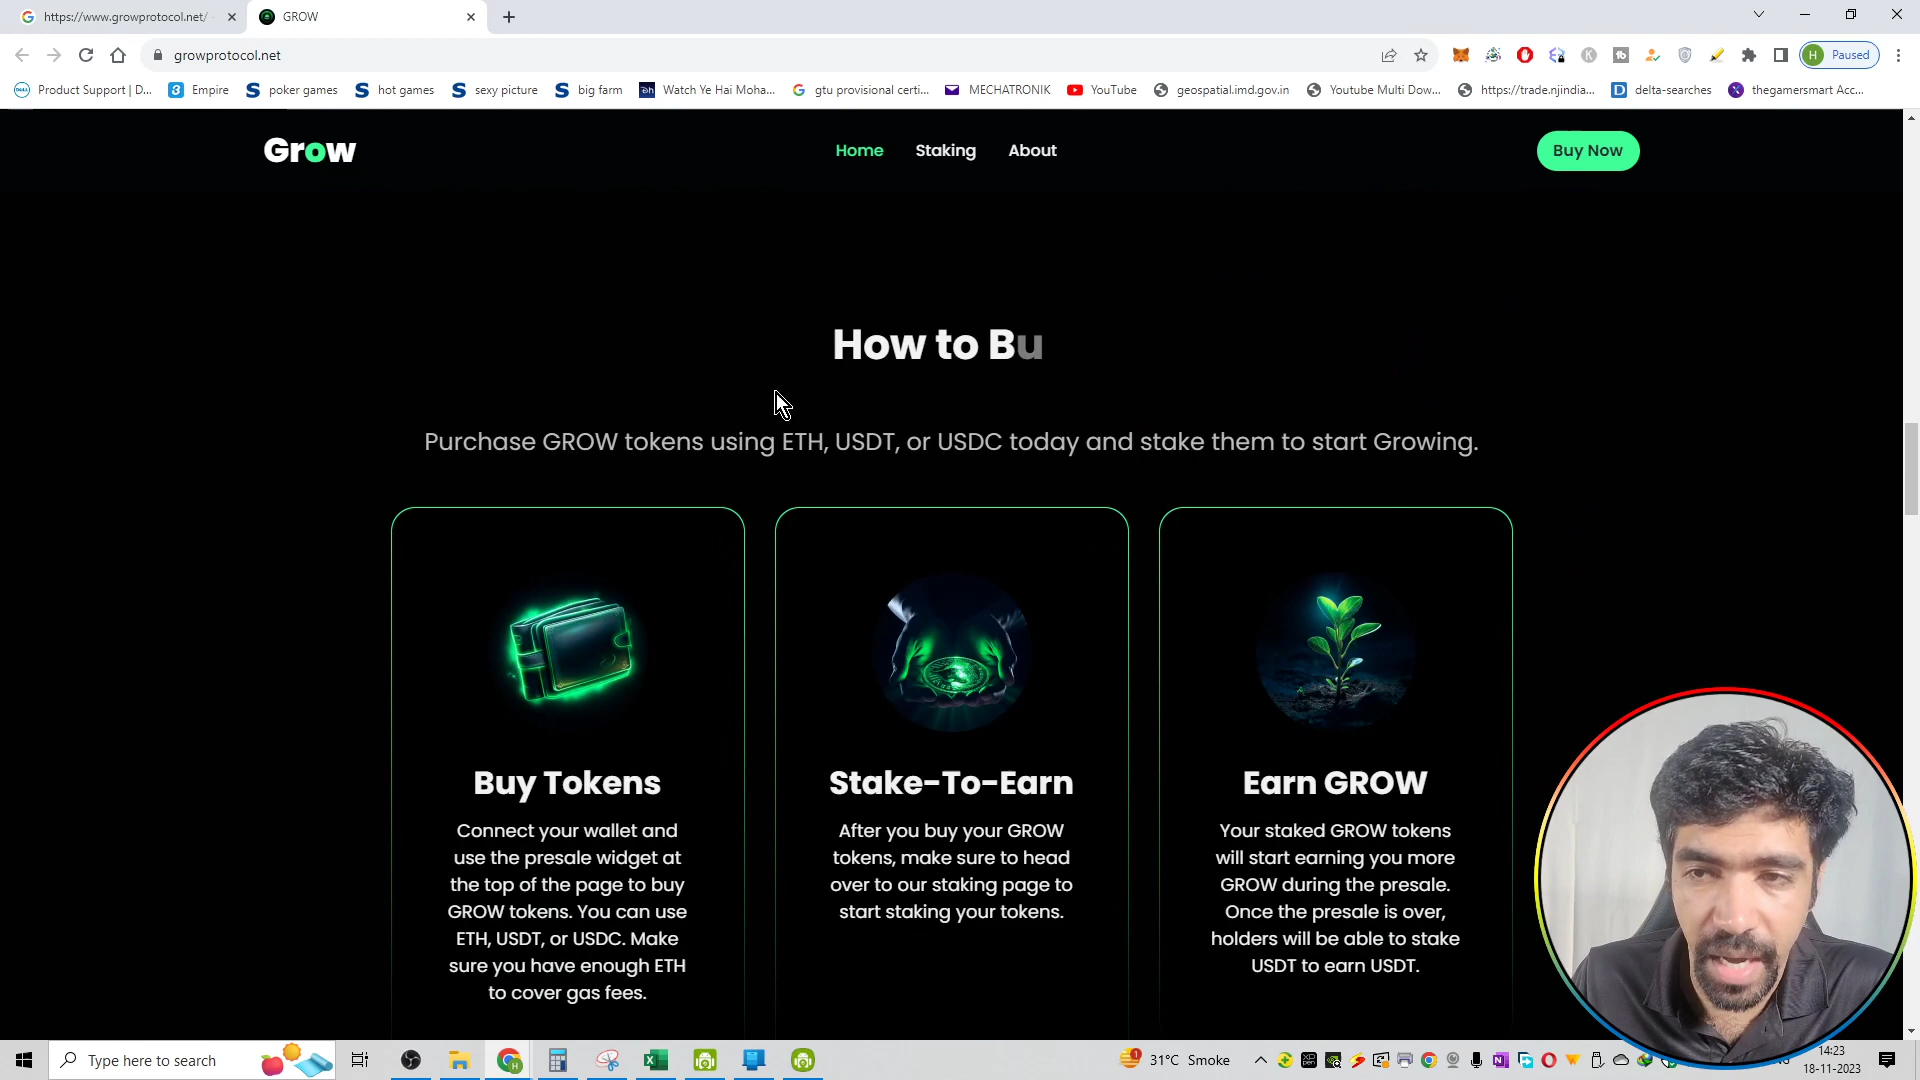 https://www.growprotocol.net/
GROW
growprotocol.net
H Paused
Product Support | D...
Empire
poker games
hot games
sexy picture
big farm
Watch Ye Hai Moha...
gtu provisional certi...
MECHATRONIK
YouTube
geospatial.imd.gov.in
Youtube Multi Dow...
https://trade.njindia...
delta-searches
thegamersmart Acc...
Grow
Home
Staking
About
Buy Now
How to Bu
Purchase GROW tokens using ETH, USDT, or USDC today and stake them to start Growing.
Buy Tokens
Connect your wallet and
use the presale widget at
the top of the page to buy
GROW tokens. You can use
ETH, USDT, or USDC. Make
sure you have enough ETH
to cover gas fees.
Stake-To-Earn
After you buy your GROW
tokens, make sure to head
over to our staking page to
start staking your tokens.
Earn GROW
Your staked GROW tokens
will start earning you more
GROW during the presale.
Once the presale is over,
holders will be able to stake
USDT to earn USDT.
Type here to search
31°C Smoke
14:23
18-11-2023